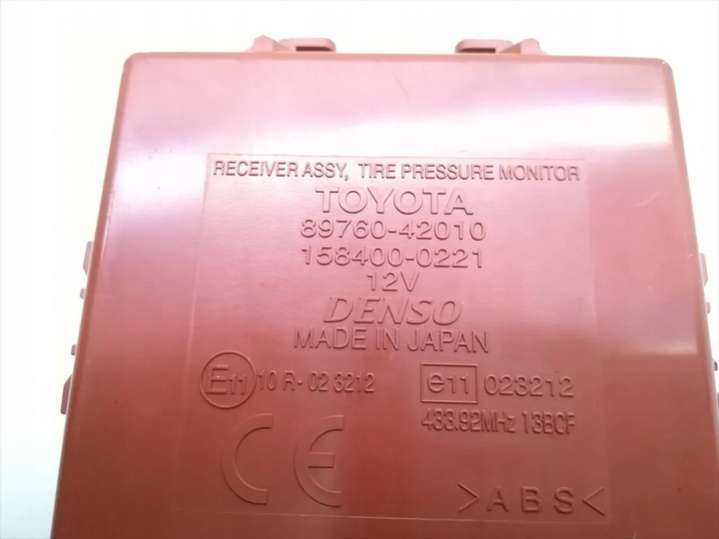 RECEIVER ASSY, TIRE PRESSURE MONITOR
TOYOTA
89760-42010
158400-0221
12V
DENSO
MADE IN JAPAN
E11 10 R-02 3212 e11 023212
433.92MHz 13BCF
CE
>ABS<